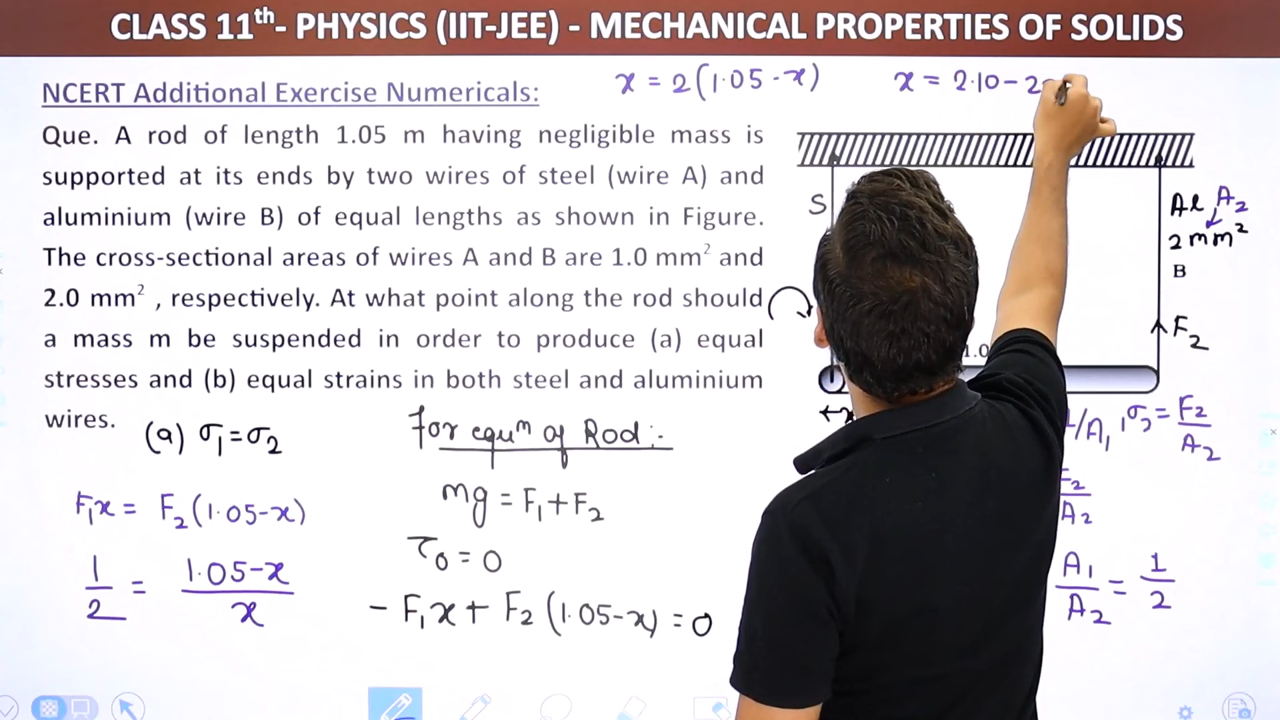 CLASS 11th- PHYSICS (IIT-JEE) - MECHANICAL PROPERTIES OF SOLIDS
NCERT Additional Exercise Numericals:
x = 2(1.05-x)
x = 2.10-2
Que. A rod of length 1.05 m having negligible mass is
supported at its ends by two wires of steel (wire A) and
aluminium (wire B) of equal lengths as shown in Figure.
The cross-sectional areas of wires A and B are 1.0 mm² and
2.0 mm² , respectively. At what point along the rod should
a mass m be suspended in order to produce (a) equal
stresses and (b) equal strains in both steel and aluminium
wires.
S
Al A₂
2mm²
B
F₂
1.0
x
(a) σ₁=σ₂
F₁x = F₂(1.05-x)
1/2 = (1.05-x)/x
For equᵐ of Rod:-
mg = F₁+F₂
τ₀ = 0
- F₁x + F₂(1.05-x) = 0
/A₁, σ₂ = F₂/A₂
F₂/A₂
A₁/A₂ = 1/2